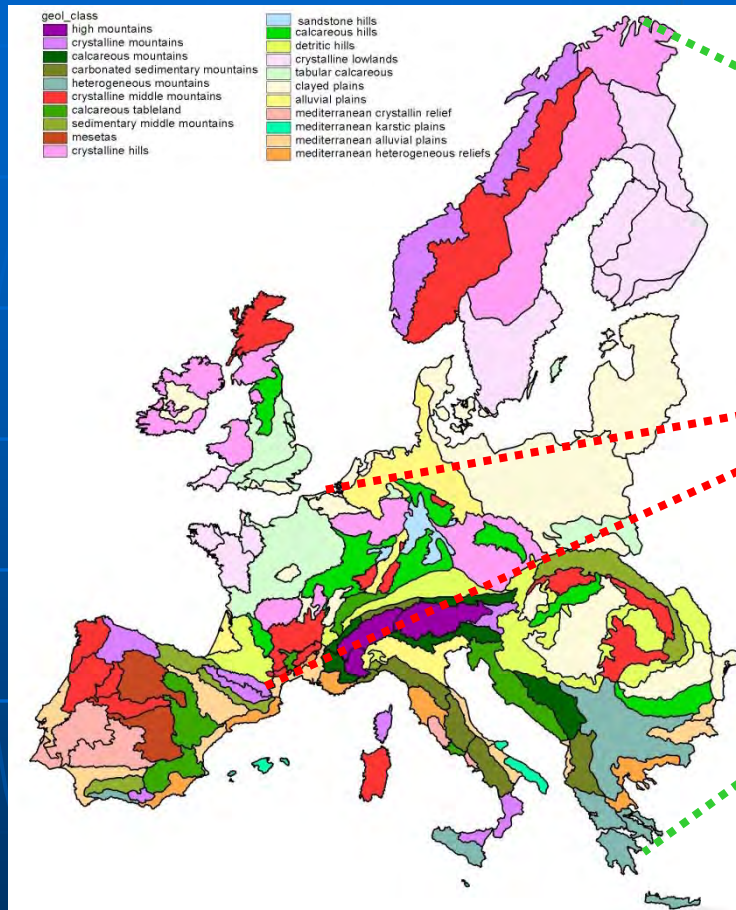 geol_class
high mountains
crystalline mountains
calcareous mountains
carbonated sedimentary mountains
heterogeneous mountains
crystalline middle mountains
calcareous tableland
sedimentary middle mountains
mesetas
crystalline hills
sandstone hills
calcareous hills
detritic hills
crystalline lowlands
tabular calcareous
clayed plains
alluvial plains
mediterranean crystallin relief
mediterranean karstic plains
mediterranean alluvial plains
mediterranean heterogeneous reliefs